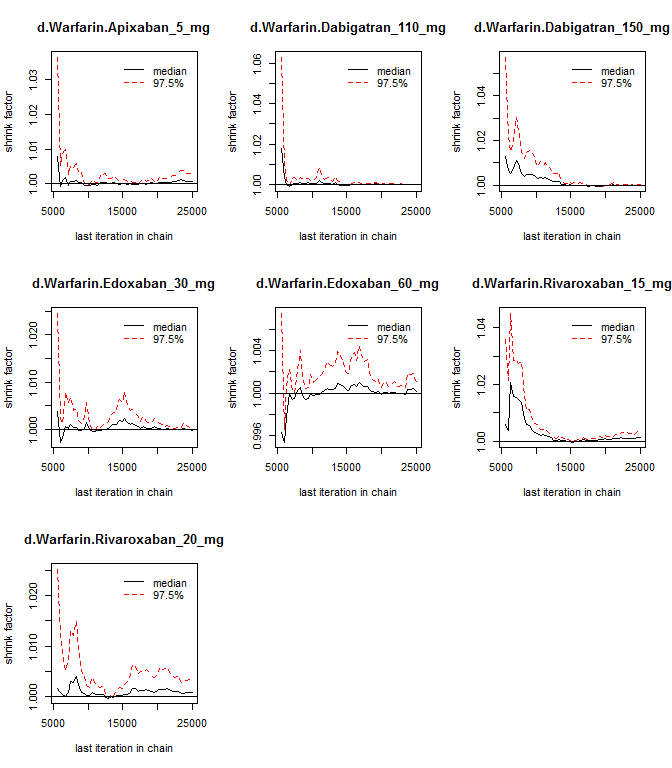 d.Warfarin.Apixaban_5_mg
shrink factor
1.00 1.01 1.02 1.03
median
97.5%
5000 15000 25000
last iteration in chain
d.Warfarin.Dabigatran_110_mg
shrink factor
1.00 1.02 1.04 1.06
median
97.5%
5000 15000 25000
last iteration in chain
d.Warfarin.Dabigatran_150_mg
shrink factor
1.00 1.02 1.04
median
97.5%
5000 15000 25000
last iteration in chain
d.Warfarin.Edoxaban_30_mg
shrink factor
1.000 1.010 1.020
median
97.5%
5000 15000 25000
last iteration in chain
d.Warfarin.Edoxaban_60_mg
shrink factor
0.996 1.000 1.004
median
97.5%
5000 15000 25000
last iteration in chain
d.Warfarin.Rivaroxaban_15_mg
shrink factor
1.00 1.02 1.04
median
97.5%
5000 15000 25000
last iteration in chain
d.Warfarin.Rivaroxaban_20_mg
shrink factor
1.000 1.010 1.020
median
97.5%
5000 15000 25000
last iteration in chain